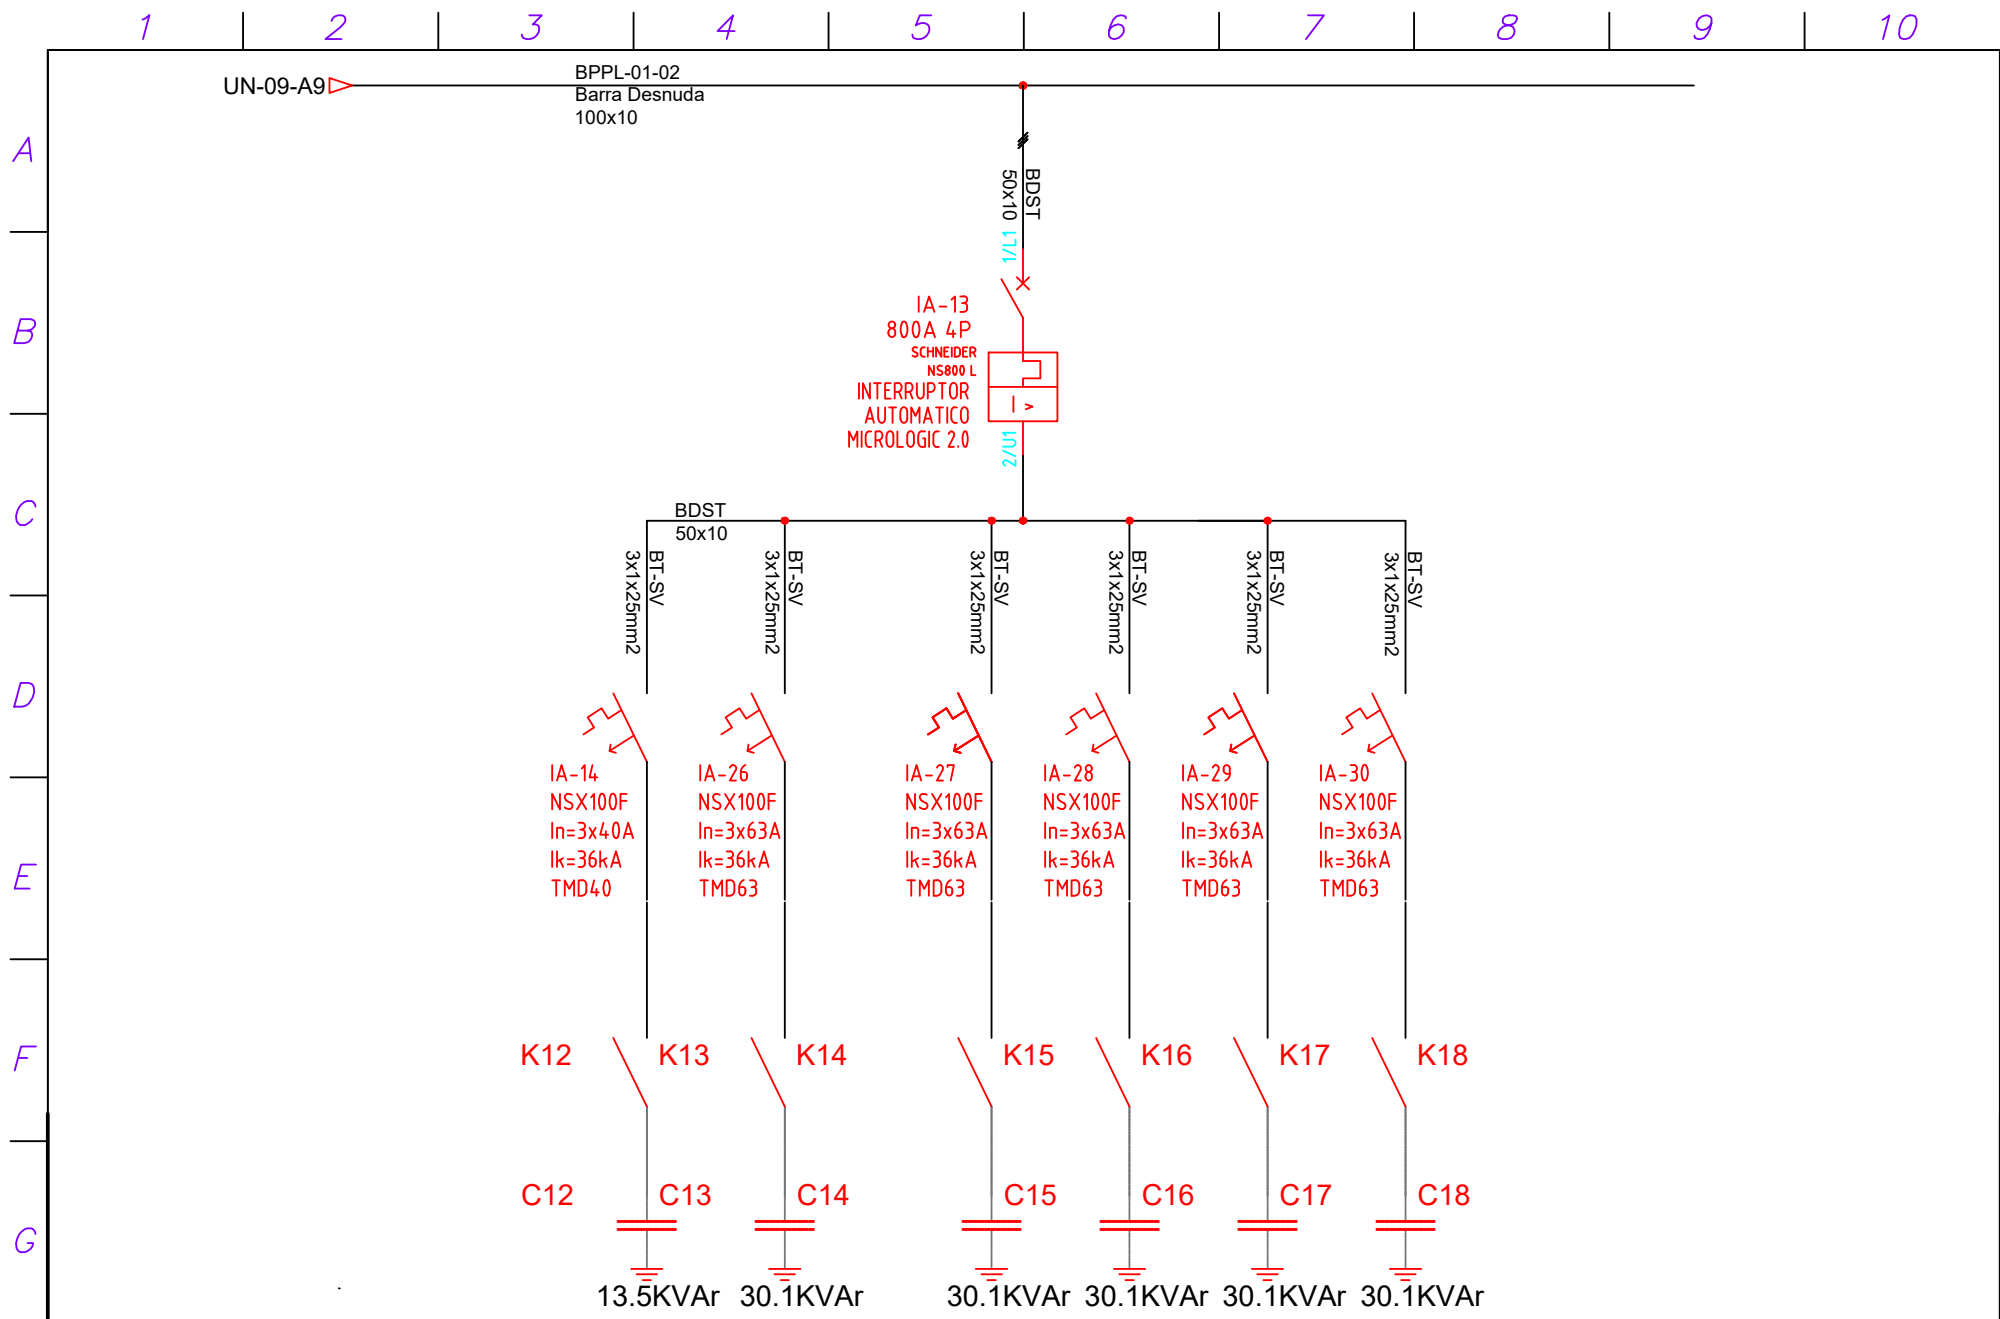 1 2 3 4 5 6 7 8 9 10
UN-09-A9
BPPL-01-02
Barra Desnuda
100x10
A
BDST
50x10
1/L1
IA-13
B
800A 4P
SCHNEIDER
NS800 L
INTERRUPTOR
I >
AUTOMATICO
MICROLOGIC 2.0
2/U1
C
BDST
50x10
BT-SV
3x1x25mm2
BT-SV
3x1x25mm2
BT-SV
3x1x25mm2
BT-SV
3x1x25mm2
BT-SV
3x1x25mm2
BT-SV
3x1x25mm2
D
IA-14
NSX100F
In=3x40A
Ik=36kA
TMD40
IA-26
NSX100F
In=3x63A
Ik=36kA
TMD63
IA-27
NSX100F
In=3x63A
Ik=36kA
TMD63
IA-28
NSX100F
In=3x63A
Ik=36kA
TMD63
IA-29
NSX100F
In=3x63A
Ik=36kA
TMD63
IA-30
NSX100F
In=3x63A
Ik=36kA
TMD63
E
F
K12 K13 K14 K15 K16 K17 K18
C12 C13 C14 C15 C16 C17 C18
G
13.5KVAr 30.1KVAr 30.1KVAr 30.1KVAr 30.1KVAr 30.1KVAr